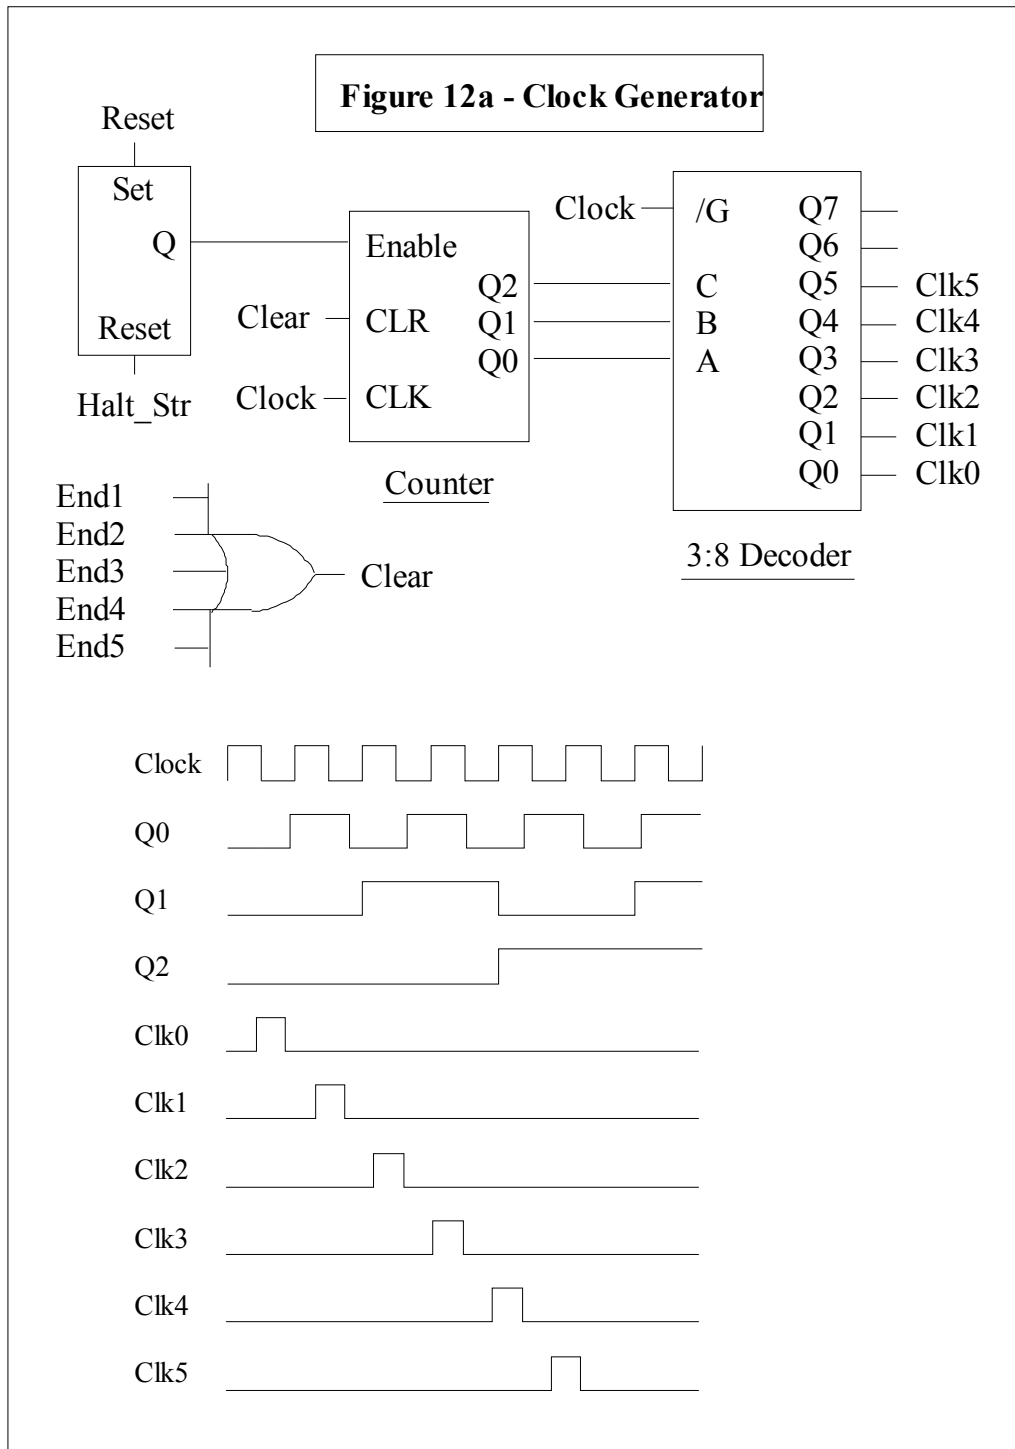 Figure 12a - Clock Generator
Reset
Set
Q
Reset
Halt_Str
Enable
Clear
CLR
Clock
CLK
Q2
Q1
Q0
Counter
Clock
/G
C
B
A
Q7
Q6
Q5
Q4
Q3
Q2
Q1
Q0
Clk5
Clk4
Clk3
Clk2
Clk1
Clk0
3:8 Decoder
End1
End2
End3
End4
End5
Clear
Clock
Q0
Q1
Q2
Clk0
Clk1
Clk2
Clk3
Clk4
Clk5